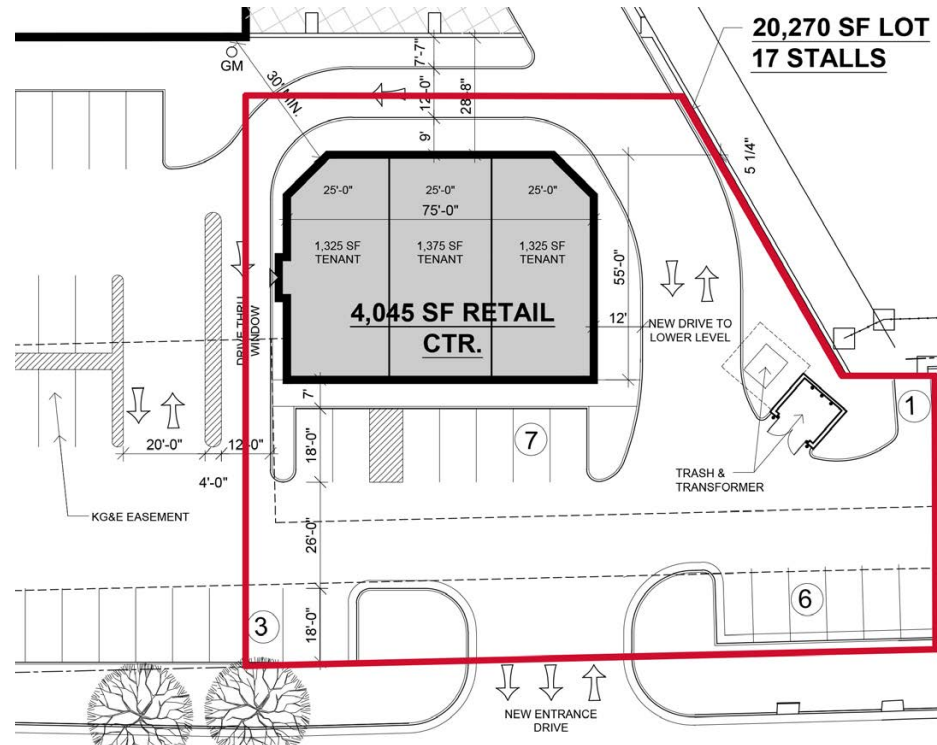 20,270 SF LOT
17 STALLS
GM
30' MIN.
7'-7"
12'-0"
28'-8"
9'
5 1/4"
25'-0"
25'-0"
25'-0"
75'-0"
1,325 SF
TENANT
1,375 SF
TENANT
1,325 SF
TENANT
55'-0"
4,045 SF RETAIL
CTR.
12'
NEW DRIVE TO
LOWER LEVEL
DRIVE THRU
WINDOW
1
7'
7
18'-0"
20'-0"
12'-0"
4'-0"
TRASH &
TRANSFORMER
KG&E EASEMENT
26'-0"
6
3
18'-0"
NEW ENTRANCE
DRIVE